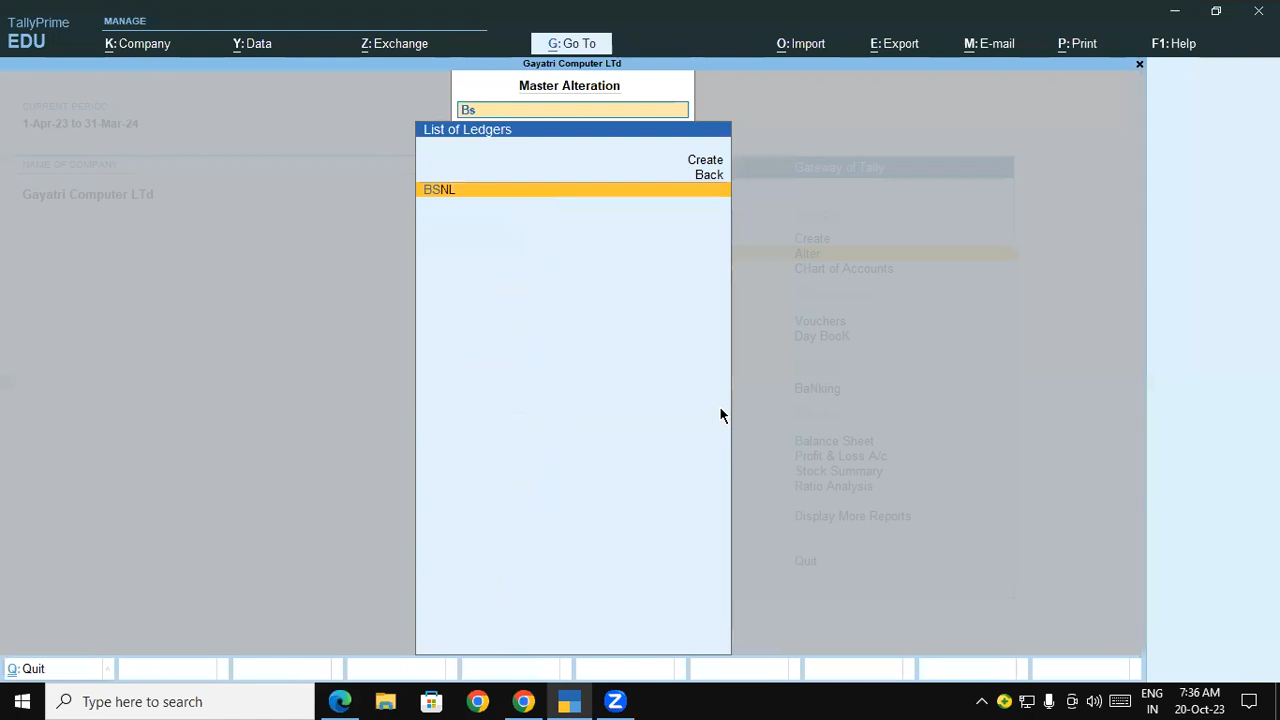 TallyPrime
EDU
MANAGE
K: Company
Y: Data
Z: Exchange
G: Go To
O: Import
E: Export
M: E-mail
P: Print
F1: Help
Gayatri Computer LTd
CURRENT PERIOD
1-Apr-23 to 31-Mar-24
NAME OF COMPANY
Gayatri Computer LTd
Master Alteration
Bs
List of Ledgers
Create
Back
BSNL
Gateway of Tally
Create
Alter
CHart of Accounts
Vouchers
Day BooK
BaNking
Balance Sheet
Profit & Loss A/c
Stock Summary
Ratio Analysis
Display More Reports
Quit
Q: Quit
Type here to search
ENG
IN
7:36 AM
20-Oct-23